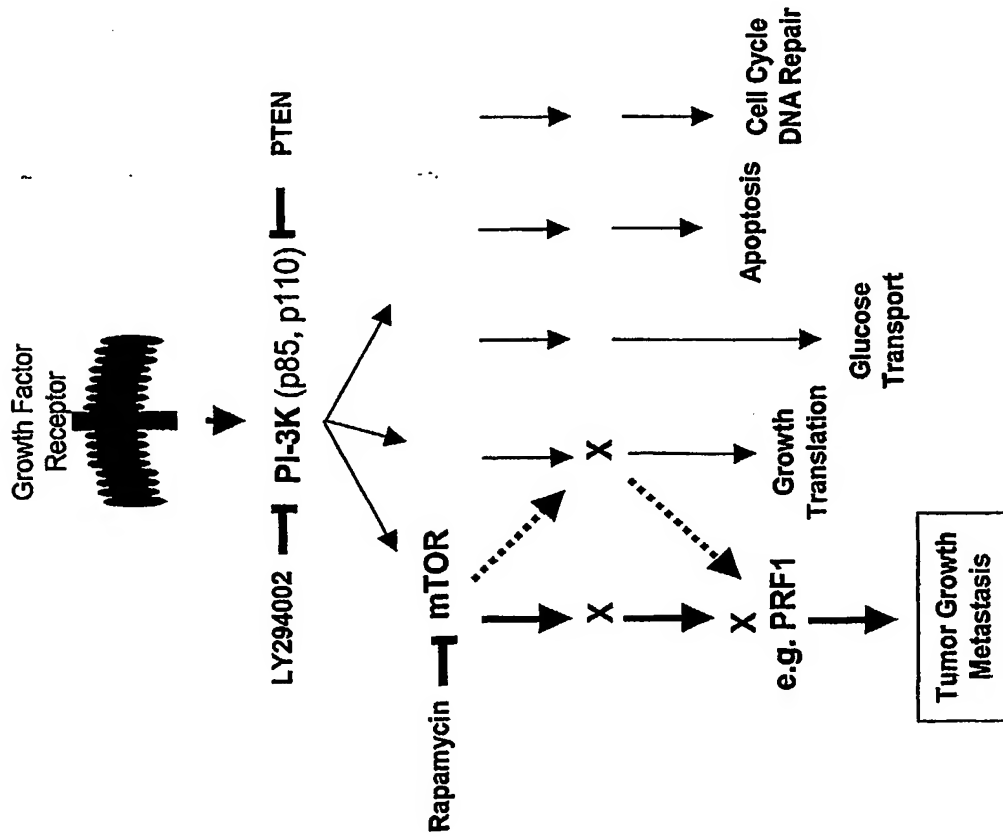 Growth Factor
Receptor
LY294002
PI-3K (p85, p110)
PTEN
Rapamycin
mTOR
X
X
X
e.g. PRF1
Growth
Translation
Glucose
Transport
Apoptosis
Cell Cycle
DNA Repair
Tumor Growth
Metastasis